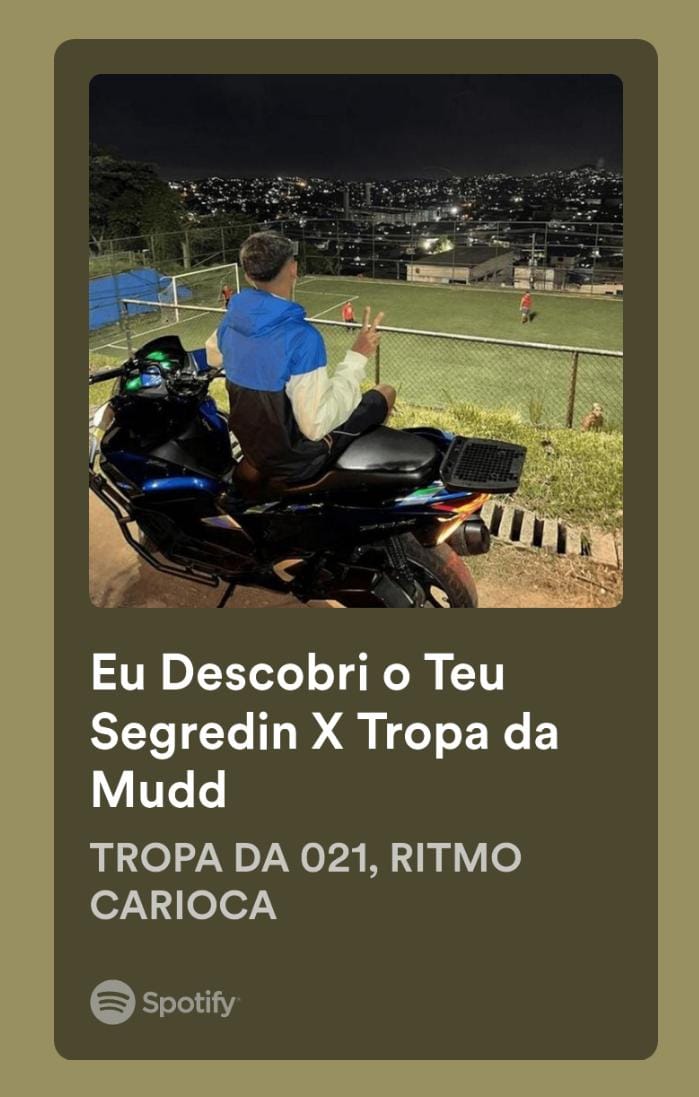 Eu Descobri o Teu
Segredin X Tropa da
Mudd
TROPA DA 021, RITMO
CARIOCA
Spotify